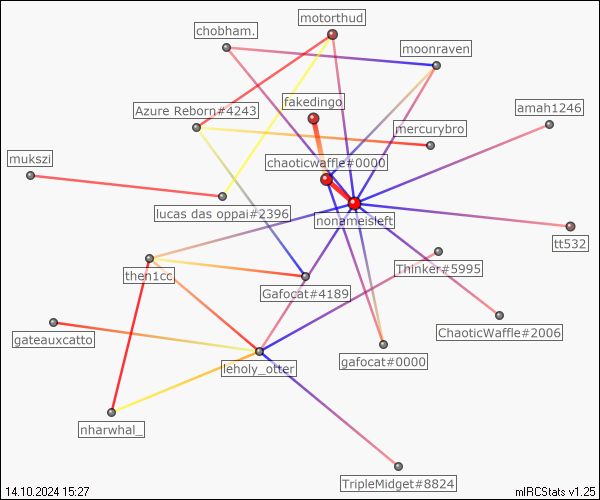 motorthud
chobham.
moonraven
fakedingo
Azure Reborn#4243
amah1246
mercurybro
mukszi
chaoticwaffle#0000
lucas das oppai#2396
nonameisleft
tt532
Thinker#5995
then1cc
Gafocat#4189
ChaoticWaffle#2006
gateauxcatto
gafocat#0000
leholy_otter
nharwhal_
TripleMidget#8824
14.10.2024 15:27
mIRCStats v1.25